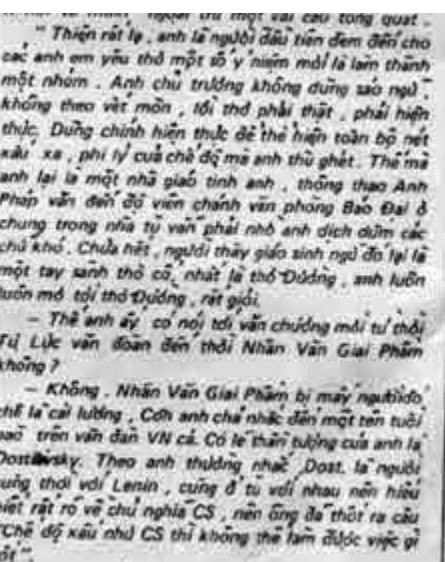 ngoài trừ một vài câu tổng quát.
" Thiện rất lạ, anh là người đầu tiên đem đến cho
các anh em yêu thơ một số ý niệm mới là làm thành
một nhóm. Anh chủ trương không dùng sáo ngữ
không theo vết mòn, lời thơ phải thật, phải hiện
thực. Dùng chính hiện thực để thể hiện toàn bộ nét
xấu xa, phi lý của chế độ mà anh thù ghét. Thế mà
anh lại là một nhà giáo tinh anh, thông thạo Anh
Pháp văn đến độ viên chánh văn phòng Bảo Đại ở
chung trong nhà tù vẫn phải nhờ anh dịch dùm các
chữ khó. Chưa hết, người thầy giáo sinh ngữ đó lại là
một tay sành thơ cổ, nhất là thơ Đường, anh luôn
luôn mở tới thơ Đường, rất giỏi.
— Thế anh ấy có nói tới văn chương mới từ thời
Tự Lực văn đoàn đến thời Nhân Văn Giai Phẩm
không ?
— Không. Nhân Văn Giai Phẩm bị mấy người đó
chê là cải lương. Còn anh chả nhắc đến một tên tuổi
nào trên văn đàn VN cả. Có lẽ thần tượng của anh là
Dostievsky. Theo anh thường nhắc, Dost. là người
cùng thời với Lenin, cùng ở tù với nhau nên hiểu
biết rất rõ về chủ nghĩa CS, nên ông đã thốt ra câu
"Chế độ xấu như CS thì không thể làm được việc gì
tốt".